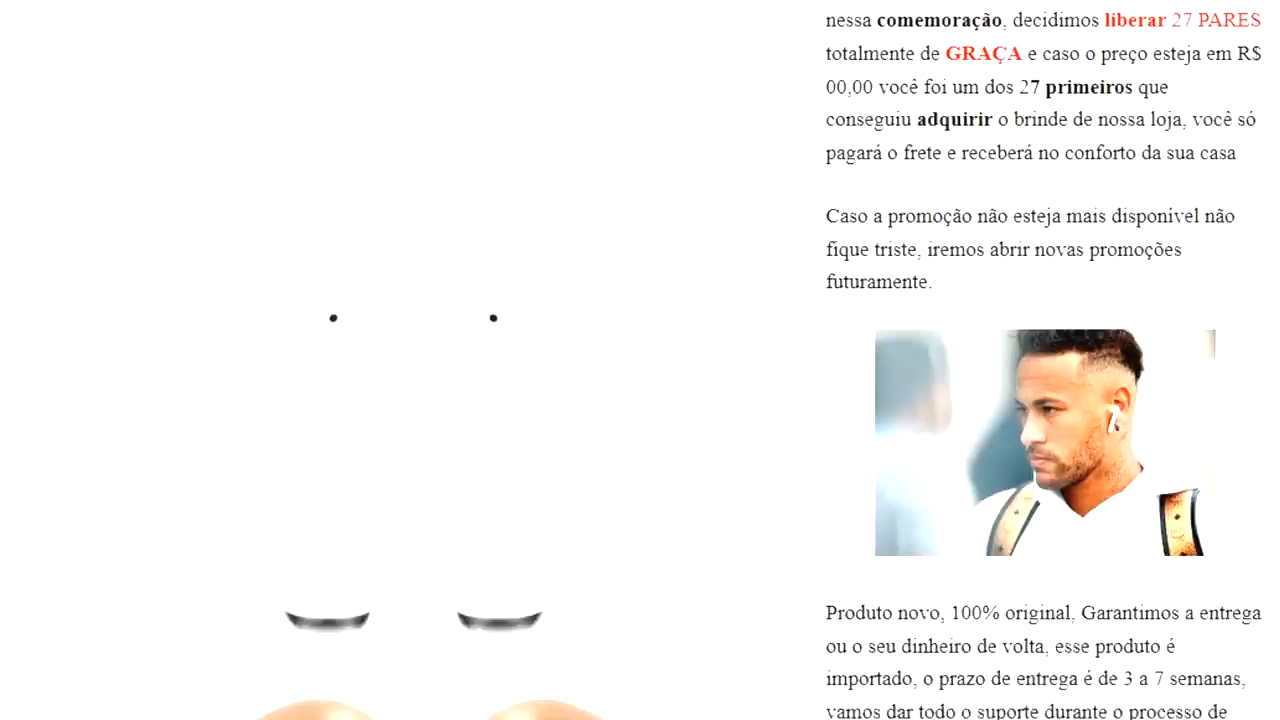 nessa comemoração, decidimos liberar 27 PARES
totalmente de GRAÇA e caso o preço esteja em R$
00,00 você foi um dos 27 primeiros que
conseguiu adquirir o brinde de nossa loja, você só
pagará o frete e receberá no conforto da sua casa
Caso a promoção não esteja mais disponível não
fique triste, iremos abrir novas promoções
futuramente.
Produto novo, 100% original, Garantimos a entrega
ou o seu dinheiro de volta, esse produto é
importado, o prazo de entrega é de 3 a 7 semanas,
vamos dar todo o suporte durante o processo de